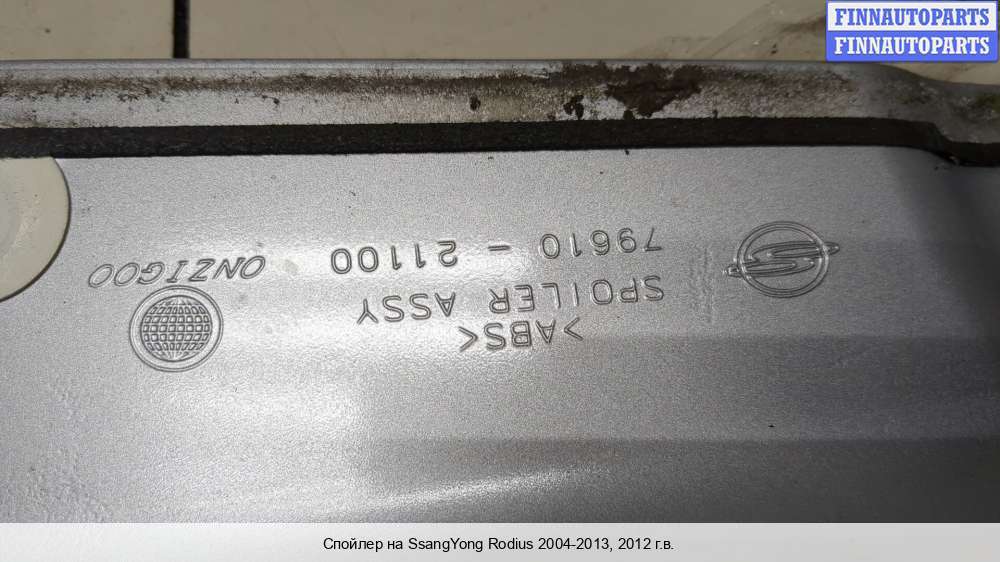 FINNAUTOPARTS
FINNAUTOPARTS
79610 - 21100
SPOILER ASSY
>ABS<
ONZIGOO
Спойлер на SsangYong Rodius 2004-2013, 2012 г.в.